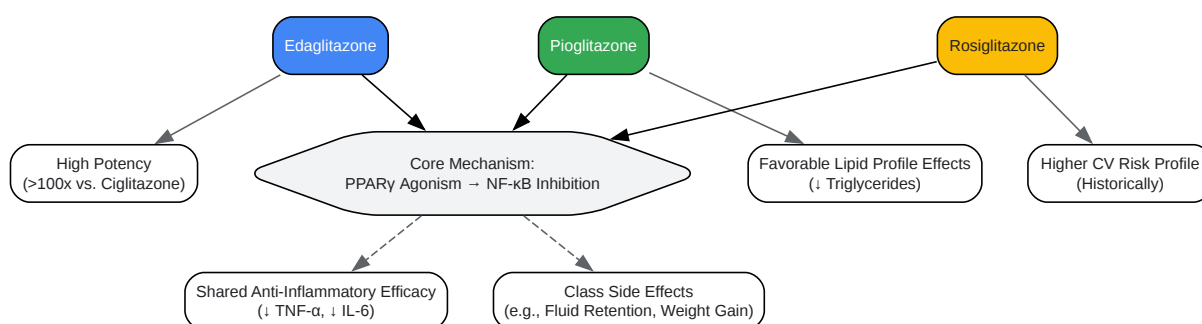 Edaglitazone
Pioglitazone
Rosiglitazone
High Potency
(>100x vs. Ciglitazone)
Core Mechanism:
PPARγ Agonism → NF-κB Inhibition
Favorable Lipid Profile Effects
(↓ Triglycerides)
Higher CV Risk Profile
(Historically)
Shared Anti-Inflammatory Efficacy
(↓ TNF-α, ↓ IL-6)
Class Side Effects
(e.g., Fluid Retention, Weight Gain)